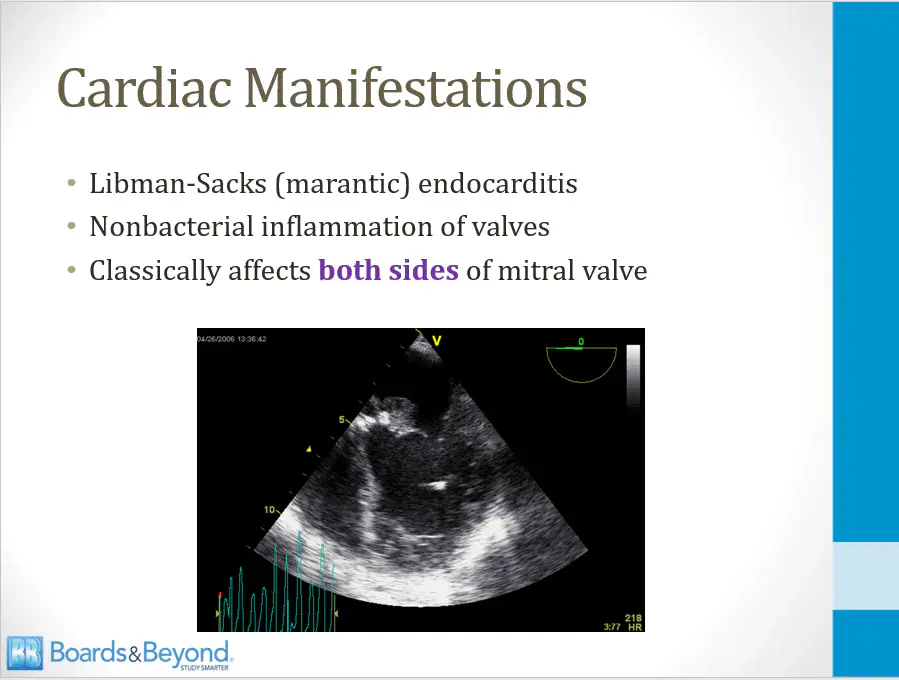 Cardiac Manifestations
• Libman-Sacks (marantic) endocarditis
• Nonbacterial inflammation of valves
• Classically affects both sides of mitral valve
04/26/2006 13:36:42
V
0
5
10
218
3:77 HR
BB Boards&Beyond.
STUDY SMARTER